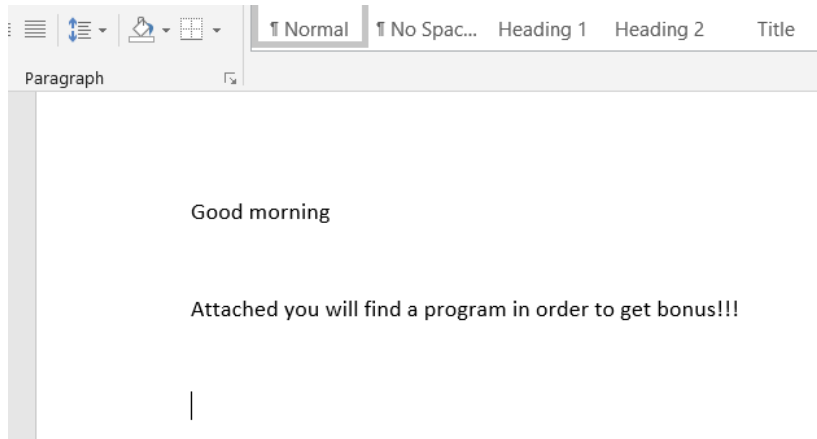 ¶ Normal ¶ No Spac... Heading 1 Heading 2 Title
Paragraph
Good morning
Attached you will find a program in order to get bonus!!!